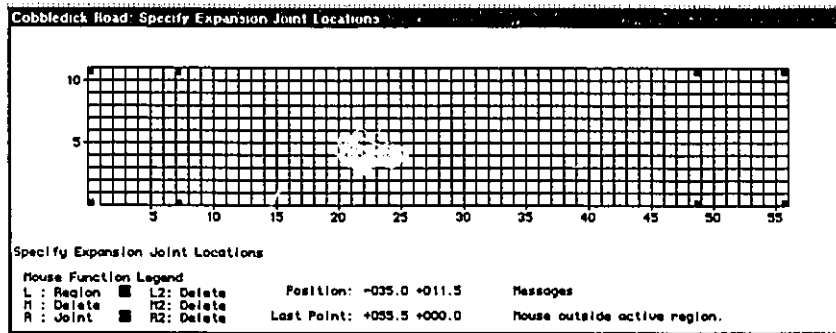 Cobbledick Road: Specify Expansion Joint Locations
10
5
5 10 15 20 25 30 35 40 45 50 55
Specify Expansion Joint Locations
Mouse Function Legend
L : Region L2: Delete Position: -035.0 +011.5 Messages
M : Delete M2: Delete
R : Joint R2: Delete Last Point: +055.5 +000.0 Mouse outside active region.